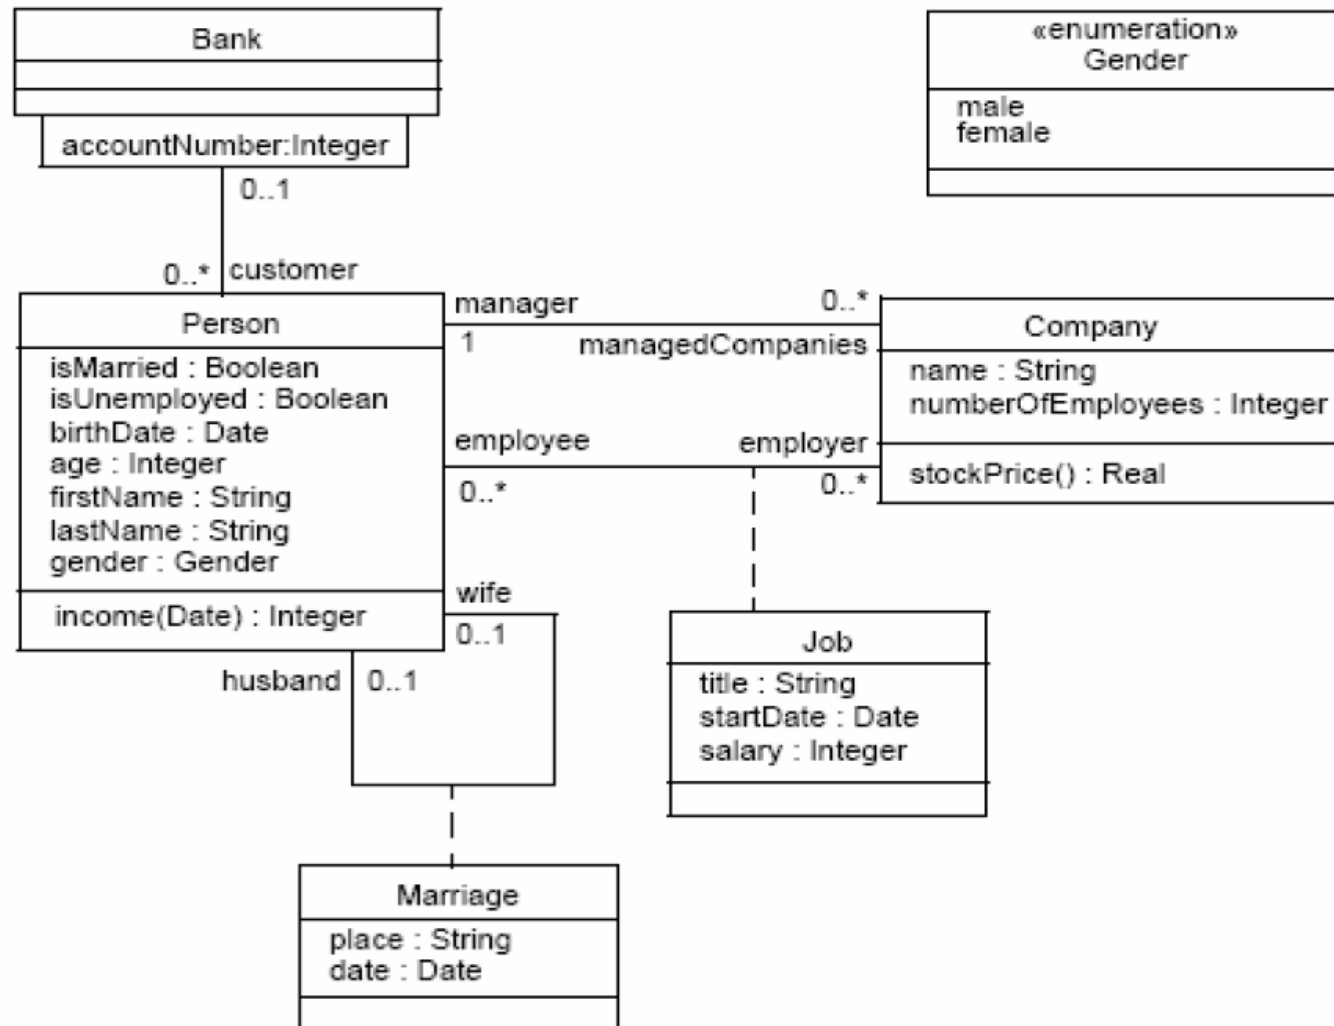 Bank
accountNumber:Integer
0..1
0..* customer
«enumeration»
Gender
male
female
Person
isMarried : Boolean
isUnemployed : Boolean
birthDate : Date
age : Integer
firstName : String
lastName : String
gender : Gender
income(Date) : Integer
manager
1
0..*
managedCompanies
employee
0..*
employer
0..*
Company
name : String
numberOfEmployees : Integer
stockPrice() : Real
wife
0..1
husband
0..1
Job
title : String
startDate : Date
salary : Integer
Marriage
place : String
date : Date